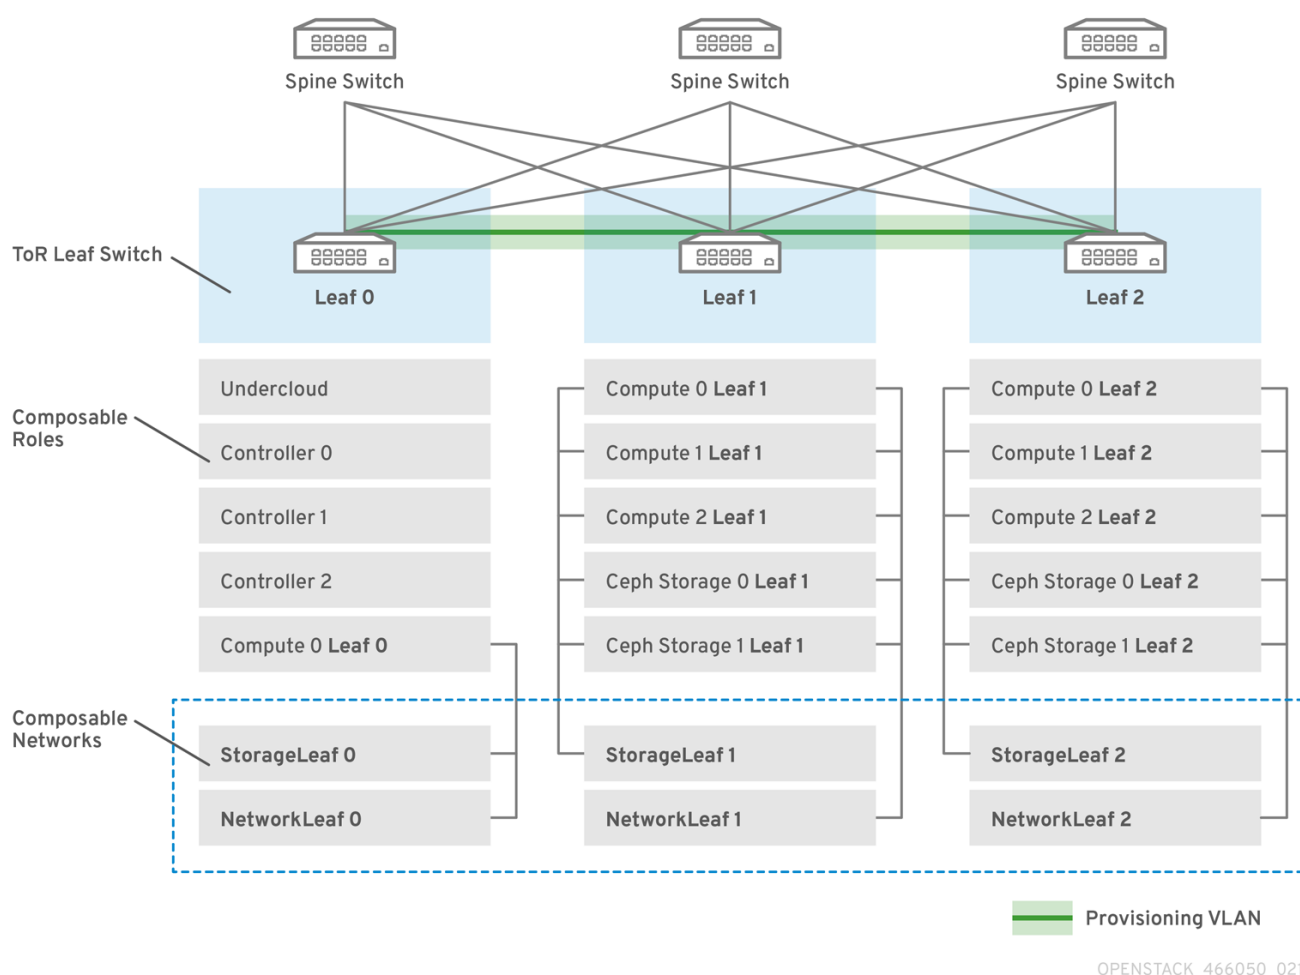 Spine Switch
Spine Switch
Spine Switch
ToR Leaf Switch
Leaf 0
Leaf 1
Leaf 2
Composable
Roles
Undercloud
Controller 0
Controller 1
Controller 2
Compute 0 Leaf 0
Compute 0 Leaf 1
Compute 1 Leaf 1
Compute 2 Leaf 1
Ceph Storage 0 Leaf 1
Ceph Storage 1 Leaf 1
Compute 0 Leaf 2
Compute 1 Leaf 2
Compute 2 Leaf 2
Ceph Storage 0 Leaf 2
Ceph Storage 1 Leaf 2
Composable
Networks
StorageLeaf 0
NetworkLeaf 0
StorageLeaf 1
NetworkLeaf 1
StorageLeaf 2
NetworkLeaf 2
Provisioning VLAN
OPENSTACK_466050